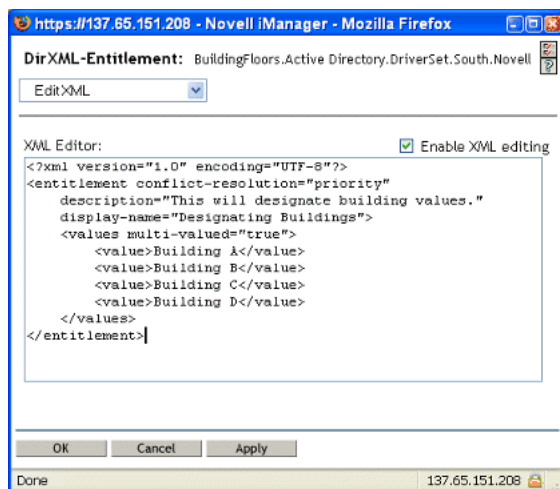 https://137.65.151.208 - Novell iManager - Mozilla Firefox
DirXML-Entitlement: BuildingFloors.Active Directory.DriverSet.South.Novell
?
Edit XML
XML Editor:
Enable XML editing
<?xml version="1.0" encoding="UTF-8"?>
<entitlement conflict-resolution="priority"
description="This will designate building values."
display-name="Designating Buildings">
<values multi-valued="true">
<value>Building A</value>
<value>Building B</value>
<value>Building C</value>
<value>Building D</value>
</values>
</entitlement>
OK Cancel Apply
Done 137.65.151.208